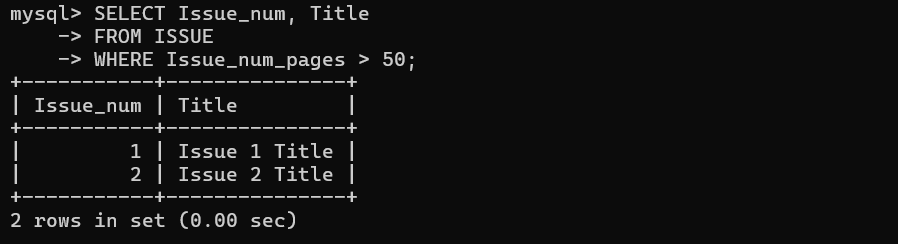 mysql> SELECT Issue_num, Title
    -> FROM ISSUE
    -> WHERE Issue_num_pages > 50;
+-----------+---------------+
| Issue_num | Title         |
+-----------+---------------+
|         1 | Issue 1 Title |
|         2 | Issue 2 Title |
+-----------+---------------+
2 rows in set (0.00 sec)